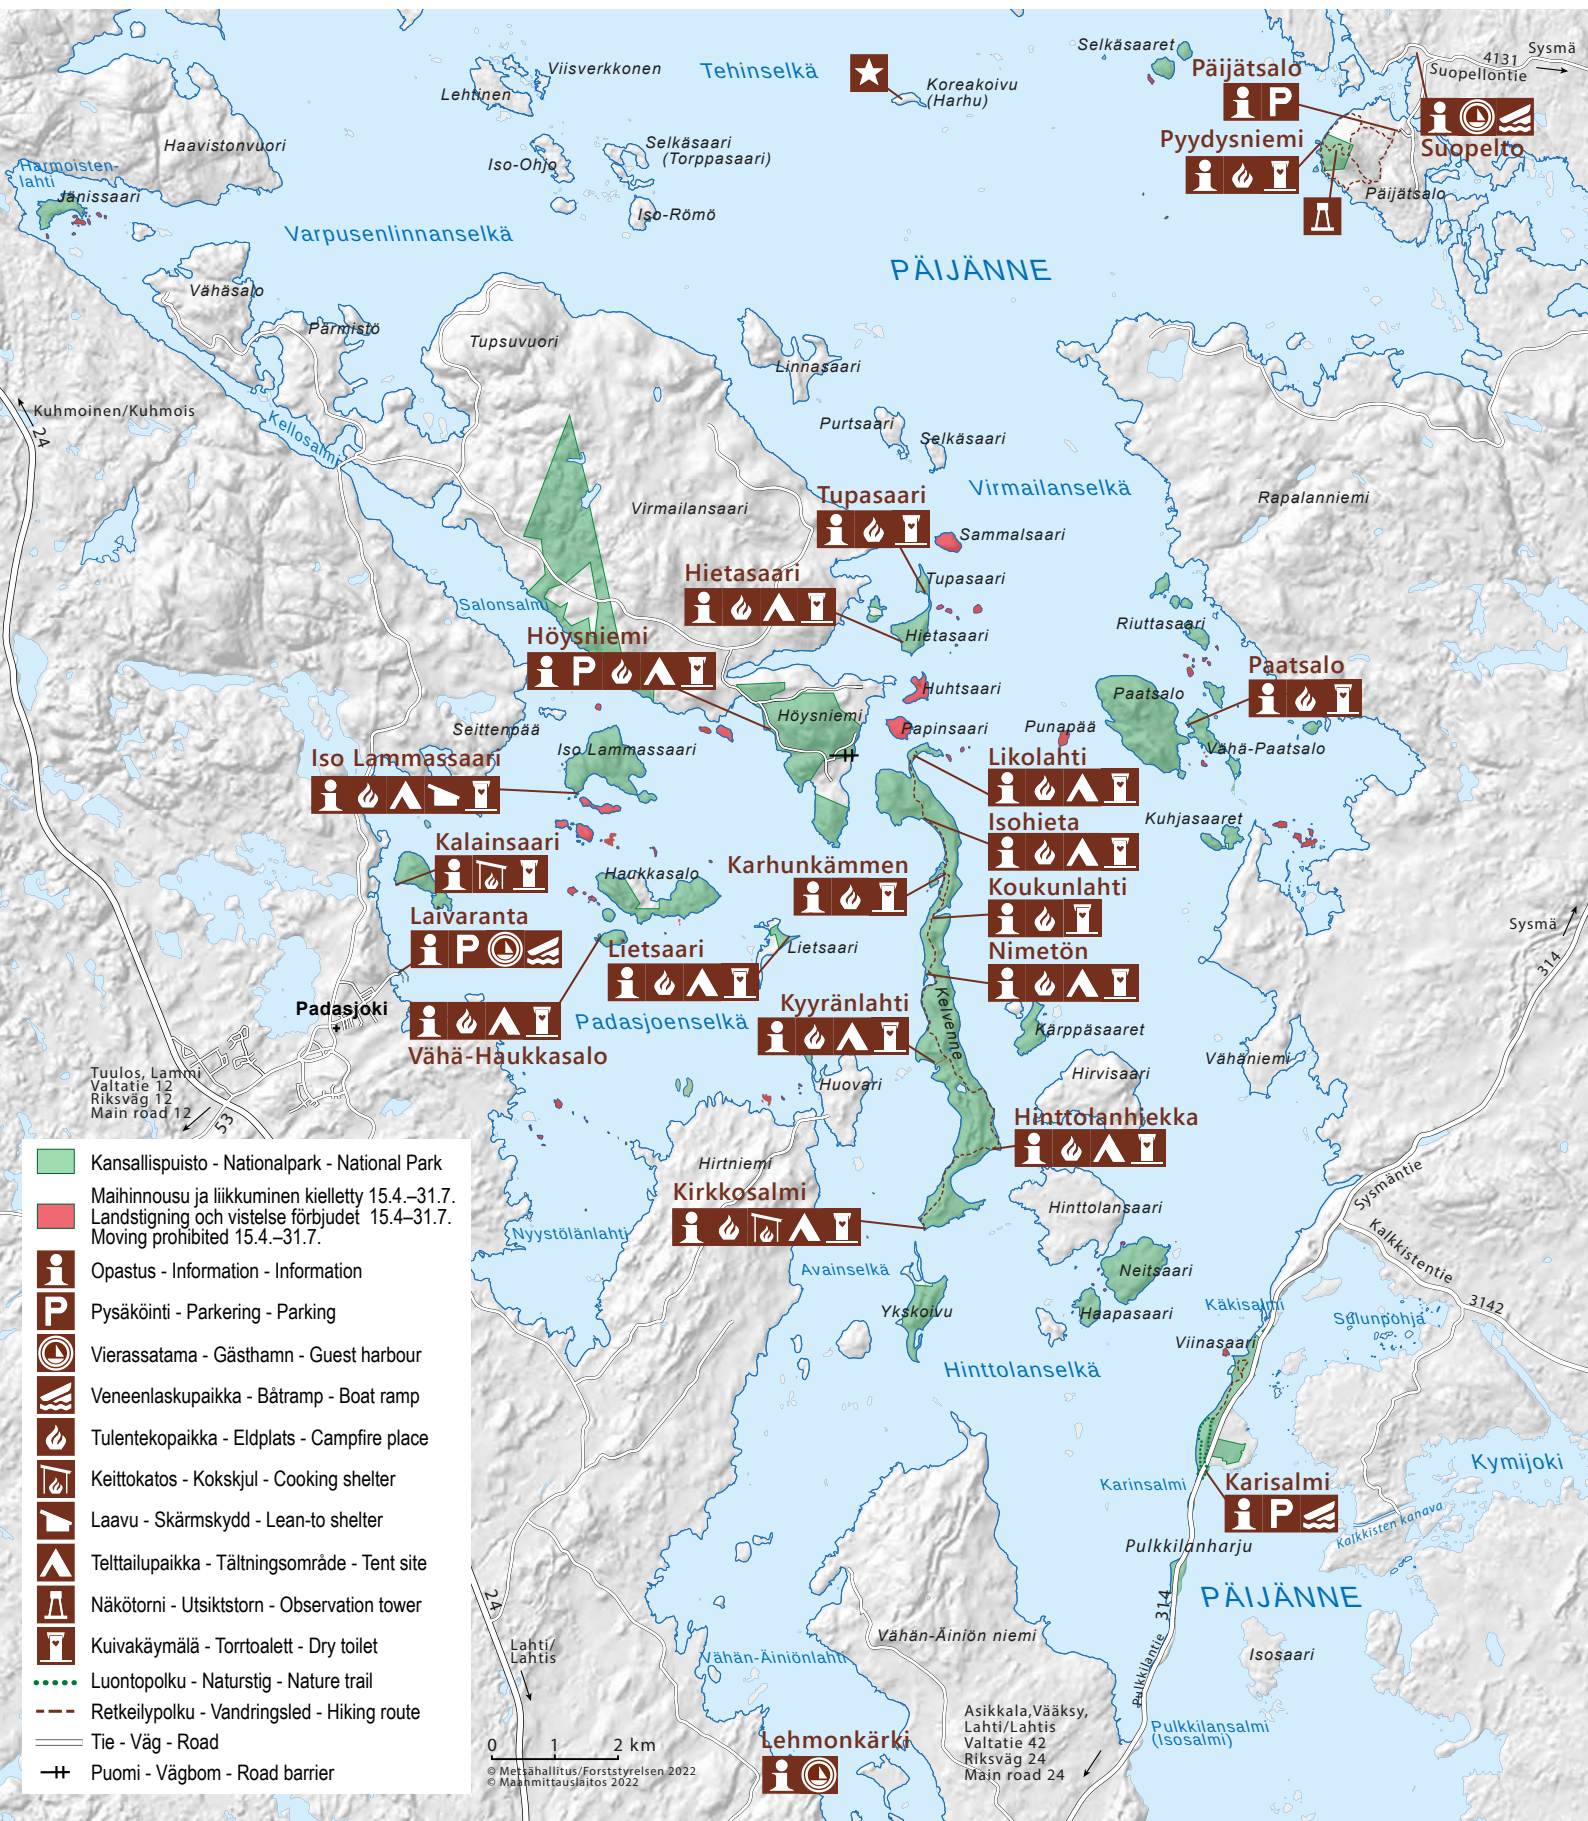 Selkäsaaret
Sysmä
4131
Suopellontie
Viisverkkonen
Tehinselkä
Päijätsalo
Lehtinen
Koreakoivu
(Harhu)
P
Suopelto
Haavistonvuori
Selkäsaari
(Torppasaari)
Pyydysniemi
Iso-Ohjo
Harmoisten-
lahti
Jänissaari
Päijätsalo
Iso-Römö
Varpusenlinnanselkä
PÄIJÄNNE
Vähäsalo
Pärmistö
Tupsuvuori
Linnasaari
Kuhmoinen/Kuhmois
24
Kellosalmi
Purtsaari
Selkäsaari
Virmailanselkä
Rapalanniemi
Tupasaari
Virmailansaari
Sammalsaari
Hietasaari
Tupasaari
Salonsalmi
Hietasaari
Riuttasaari
Höysniemi
P
Paatsalo
Huhtsaari
Paatsalo
Höysniemi
Seittenpää
Papinsaari
Punapää
Iso Lammassaari
Vähä-Paatsalo
Iso Lammassaari
Likolahti
Isohieta
Kuhjasaaret
Kalainsaari
Karhunkämmen
Haukkasalo
Koukunlahti
Laivaranta
P
Lietsaari
Lietsaari
Nimetön
Sysmä
314
Padasjoki
Kyyränlahti
Kelvenne
Padasjoenselkä
Kärppäsaaret
Vähä-Haukkasalo
Vähäniemi
Hirvisaari
Huovari
Tuulos, Lammi
Valtatie 12
Riksväg 12
Main road 12
53
Hinttolanhiekka
Hirtniemi
Kirkkosalmi
Hinttolansaari
Sysmäntie
Kalkkistentie
3142
Nyystölänlahti
Avainselkä
Neitsaari
Ykskoivu
Haapasaari
Käkisalmi
Sulunpohja
Viinasaari
Hinttolanselkä
Kansallispuisto - Nationalpark - National Park
Maihinnousu ja liikkuminen kielletty 15.4.–31.7.
Landstigning och vistelse förbjudet 15.4–31.7.
Moving prohibited 15.4.–31.7.
Opastus - Information - Information
P
Pysäköinti - Parkering - Parking
Vierassatama - Gästhamn - Guest harbour
Veneenlaskupaikka - Båtramp - Boat ramp
Tulentekopaikka - Eldplats - Campfire place
Keittokatos - Kokskjul - Cooking shelter
Laavu - Skärmskydd - Lean-to shelter
Telttailupaikka - Tältningsområde - Tent site
Näkötorni - Utsiktstorn - Observation tower
Kuivakäymälä - Torrtoalett - Dry toilet
Luontopolku - Naturstig - Nature trail
Retkeilypolku - Vandringsled - Hiking route
Tie - Väg - Road
Puomi - Vägbom - Road barrier
Kymijoki
Karinsalmi
Karisalmi
P
Kalkkisten kanava
Pulkkilanharju
PÄIJÄNNE
314
Pulkkilantie
24
Lahti/
Lahtis
Vähän-Äiniön niemi
Vähän-Äiniönlahti
Isosaari
Asikkala,Vääksy,
Lahti/Lahtis
Valtatie 42
Riksväg 24
Main road 24
Pulkkilansalmi
(Isosalmi)
Lehmonkärki
0 1 2 km
© Metsähallitus/Forststyrelsen 2022
© Maanmittauslaitos 2022